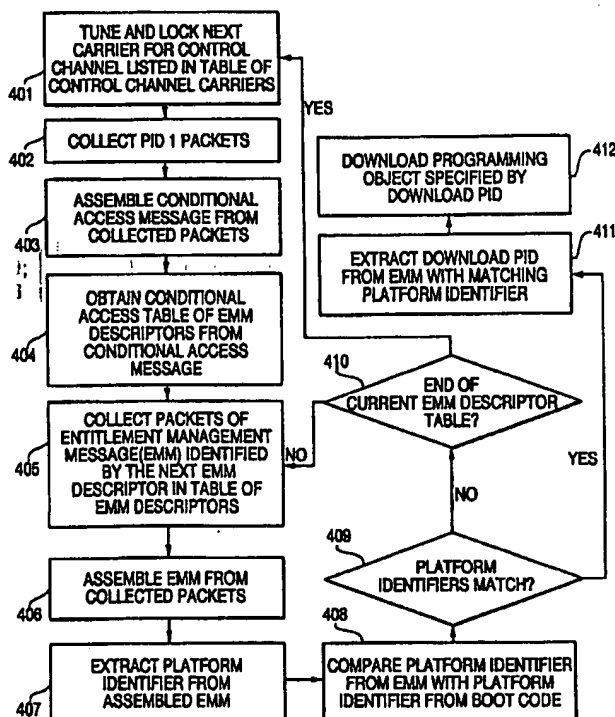 TUNE AND LOCK NEXT
CARRIER FOR CONTROL
CHANNEL LISTED IN TABLE OF
CONTROL CHANNEL CARRIERS
401
COLLECT PID 1 PACKETS
402
ASSEMBLE CONDITIONAL
ACCESS MESSAGE FROM
COLLECTED PACKETS
403
OBTAIN CONDITIONAL
ACCESS TABLE OF EMM
DESCRIPTORS FROM
CONDITIONAL ACCESS
MESSAGE
404
COLLECT PACKETS OF
ENTITLEMENT MANAGEMENT
MESSAGE(EMM) IDENTIFIED
BY THE NEXT EMM
DESCRIPTOR IN TABLE OF
EMM DESCRIPTORS
405
ASSEMBLE EMM FROM
COLLECTED PACKETS
406
EXTRACT PLATFORM
IDENTIFIER FROM
ASSEMBLED EMM
407
408
COMPARE PLATFORM IDENTIFIER
FROM EMM WITH PLATFORM
IDENTIFIER FROM BOOT CODE
409
PLATFORM
IDENTIFIERS MATCH?
NO
YES
410
END OF
CURRENT EMM DESCRIPTOR
TABLE?
NO
YES
411
EXTRACT DOWNLOAD PID
FROM EMM WITH MATCHING
PLATFORM IDENTIFIER
412
DOWNLOAD PROGRAMMING
OBJECT SPECIFIED BY
DOWNLOAD PID